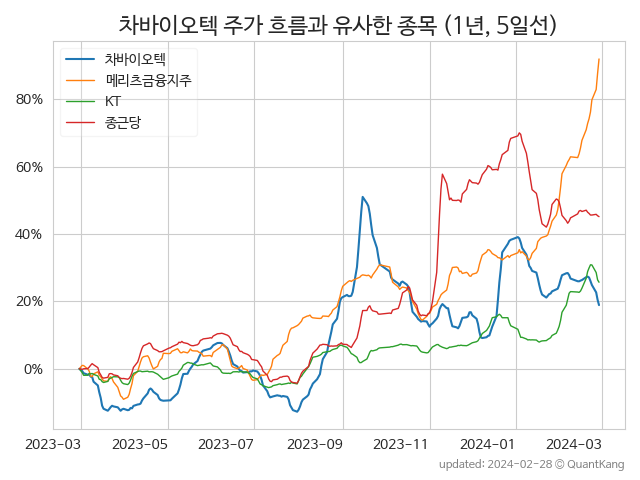 차바이오텍 주가 흐름과 유사한 종목 (1년, 5일선)
차바이오텍
메리츠금융지주
KT
종근당
80%
60%
40%
20%
0%
2023-03 2023-05 2023-07 2023-09 2023-11 2024-01 2024-03
updated: 2024-02-28 ⓒ QuantKang